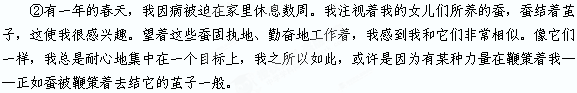 ②有一年的春天，我因病被迫在家里休息数周。我注视着我的女儿们所养的蚕，蚕结着茧
子，这使我很感兴趣。望着这些蚕固执地、勤奋地工作着，我感到我和它们非常相似。像它们
一样，我总是耐心地集中在一个目标上，我之所以如此，或许是因为有某种力量在鞭策着我—
—正如蚕被鞭策着去结它的茧子一般。